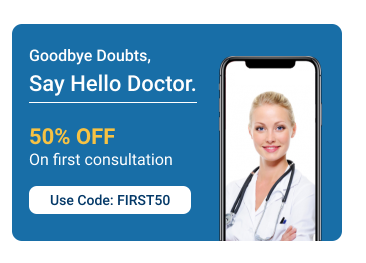 Goodbye Doubts,
Say Hello Doctor.
50% OFF
On first consultation
Use Code: FIRST50